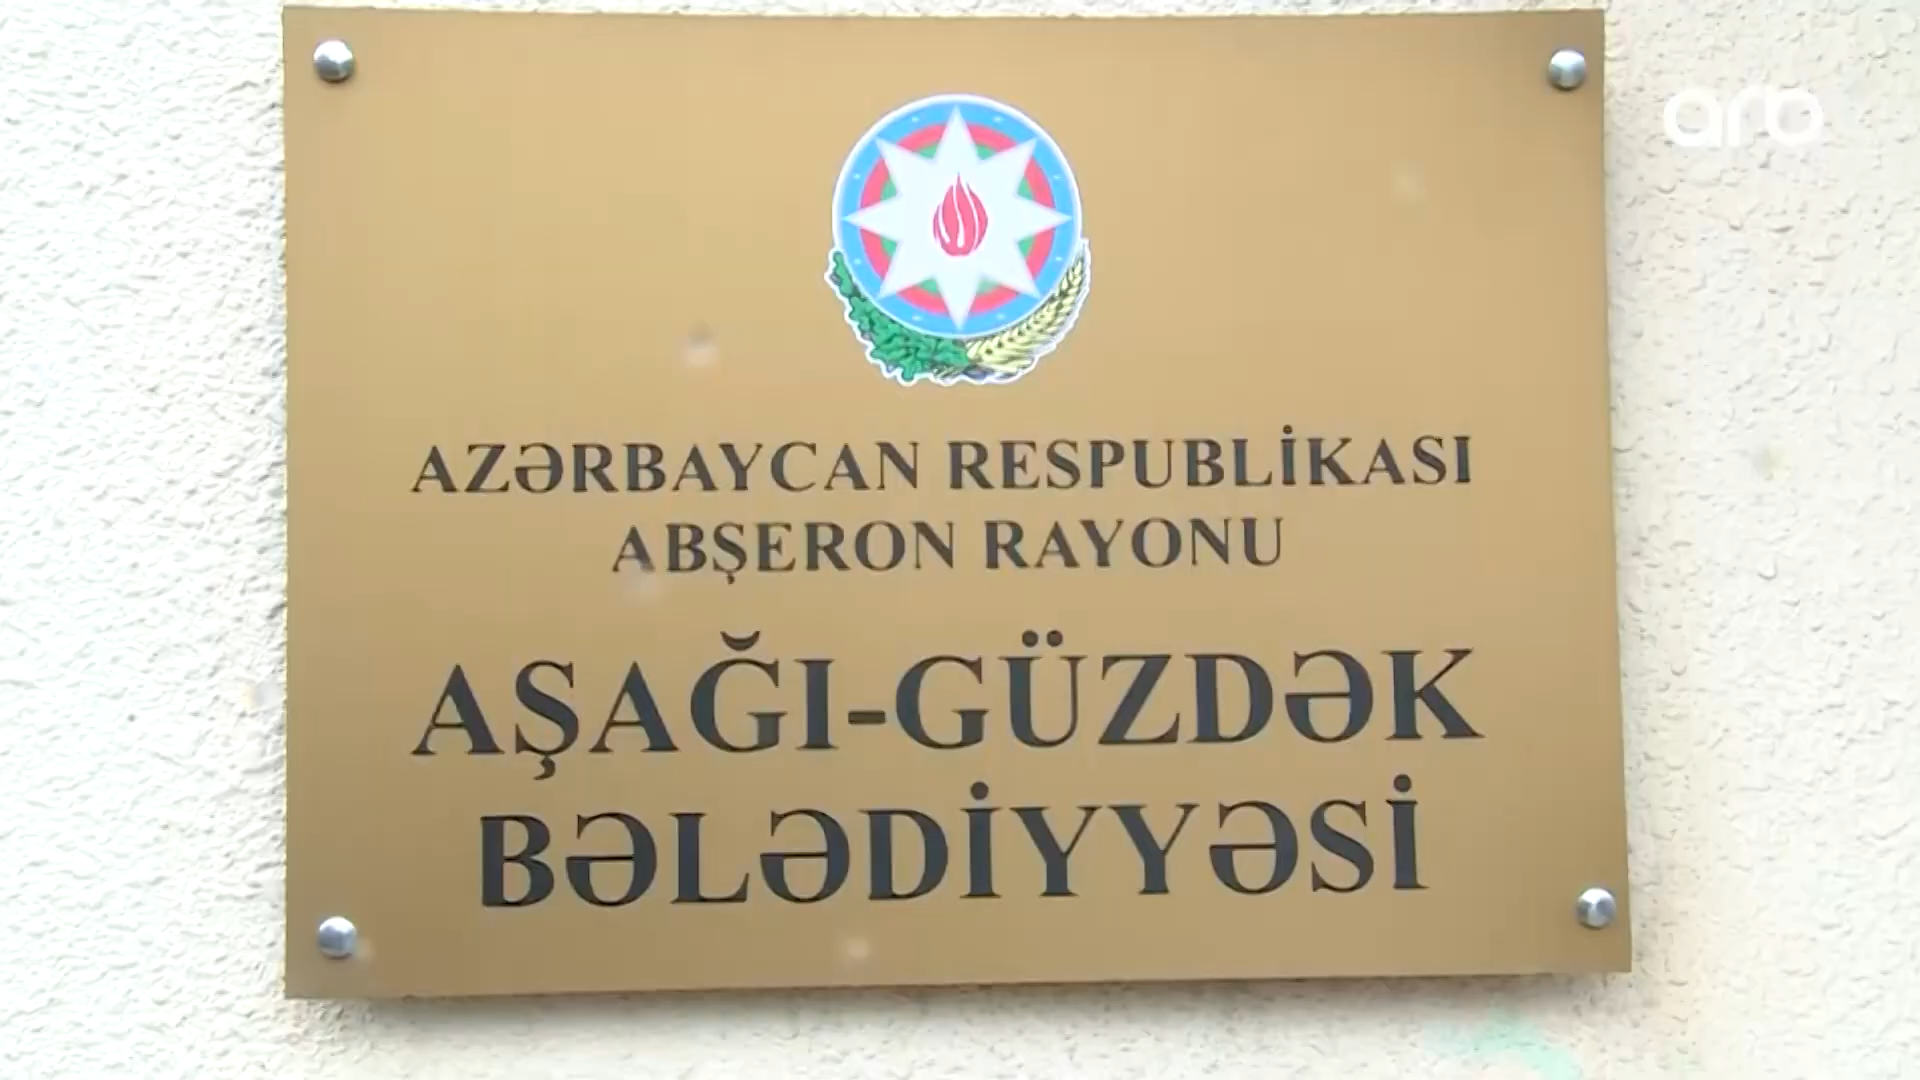 arb
AZƏRBAYCAN RESPUBLİKASI
ABŞERON RAYONU
AŞAĞI-GÜZDƏK
BƏLƏDİYYƏSİ